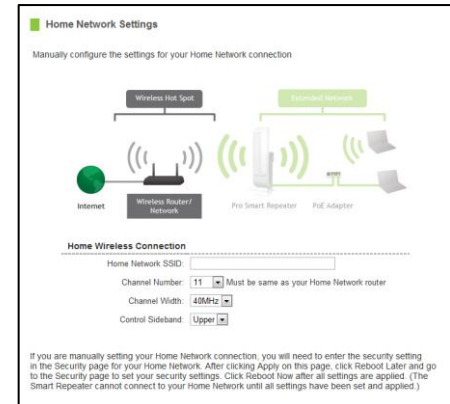 Home Network Settings
Manually configure the settings for your Home Network connection
Wireless Hot Spot
Extended Network
Internet
Wireless Router/
Network
Pro Smart Repeater
PoE Adapter
Home Wireless Connection
Home Network SSID:
Channel Number: 11 Must be same as your Home Network router
Channel Width: 40MHz
Control Sideband: Upper
If you are manually setting your Home Network connection, you will need to enter the security setting
in the Security page for your Home Network. After clicking Apply on this page, click Reboot Later and go
to the Security page to set your security settings. Click Reboot Now after all settings are applied. (The
Smart Repeater cannot connect to your Home Network until all settings have been set and applied.)